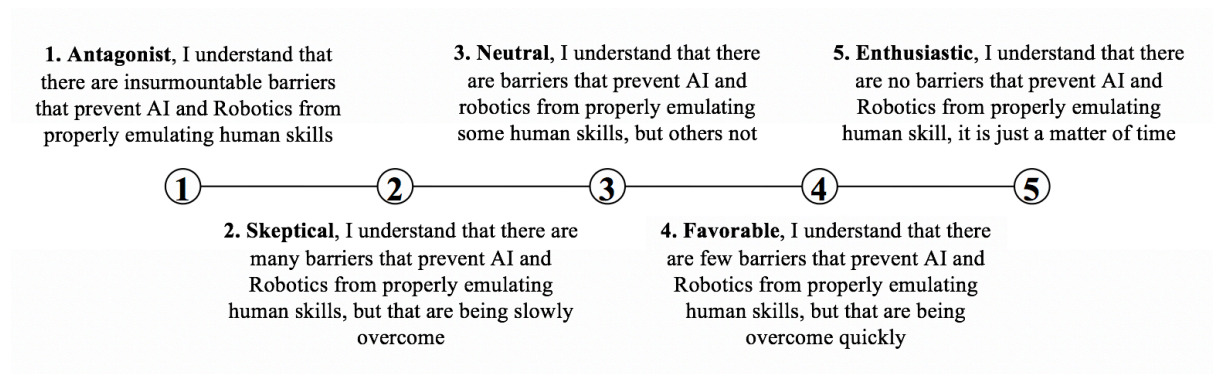 1. Antagonist, I understand that
there are insurmountable barriers
that prevent AI and Robotics from
properly emulating human skills
3. Neutral, I understand that there
are barriers that prevent AI and
robotics from properly emulating
some human skills, but others not
5. Enthusiastic, I understand that there
are no barriers that prevent AI and
Robotics from properly emulating
human skill, it is just a matter of time
1
2
3
4
5
2. Skeptical, I understand that there are
many barriers that prevent AI and
Robotics from properly emulating
human skills, but that are being slowly
overcome
4. Favorable, I understand that there
are few barriers that prevent AI and
Robotics from properly emulating
human skills, but that are being
overcome quickly